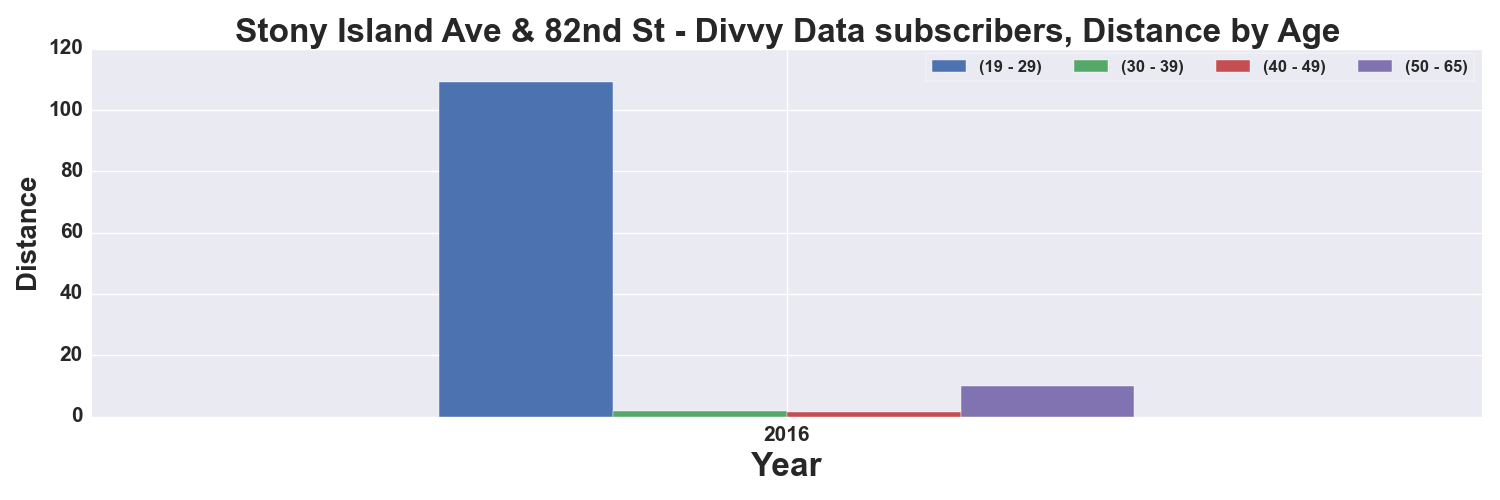 Stony Island Ave & 82nd St - Divvy Data subscribers, Distance by Age
(19 - 29) (30 - 39) (40 - 49) (50 - 65)
120
100
80
60
40
20
0
Distance
2016
Year